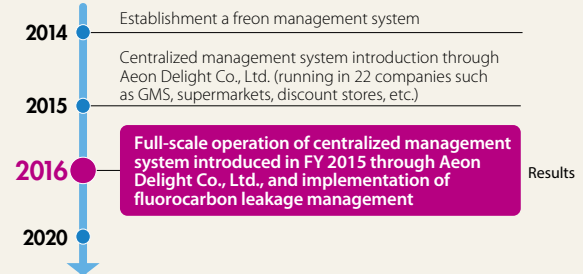 2014
Establishment a freon management system
Centralized management system introduction through
Aeon Delight Co., Ltd. (running in 22 companies such
as GMS, supermarkets, discount stores, etc.)
2015
2016
Full-scale operation of centralized management
system introduced in FY 2015 through Aeon
Delight Co., Ltd., and implementation of
fluorocarbon leakage management
Results
2020